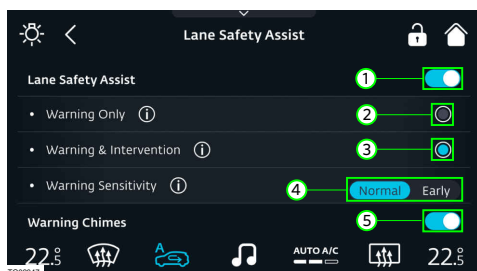 Lane Safety Assist
Lane Safety Assist 1
• Warning Only i 2
• Warning & Intervention i 3
• Warning Sensitivity i 4 Normal Early
Warning Chimes 5
22.5° A AUTO A/C 22.5°